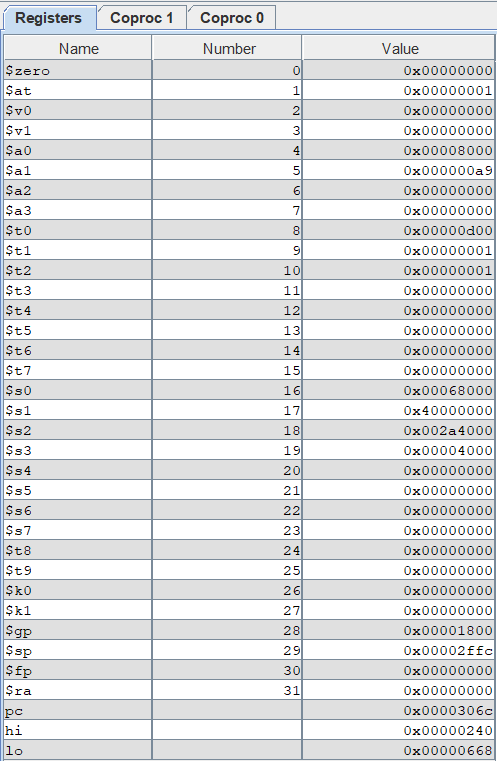 Registers Coproc 1 Coproc 0
Name Number Value
$zero 0 0x00000000
$at 1 0x00000001
$v0 2 0x00000000
$v1 3 0x00000000
$a0 4 0x00008000
$a1 5 0x000000a9
$a2 6 0x00000000
$a3 7 0x00000000
$t0 8 0x00000d00
$t1 9 0x00000001
$t2 10 0x00000001
$t3 11 0x00000000
$t4 12 0x00000000
$t5 13 0x00000000
$t6 14 0x00000000
$t7 15 0x00000000
$s0 16 0x00068000
$s1 17 0x40000000
$s2 18 0x002a4000
$s3 19 0x00004000
$s4 20 0x00000000
$s5 21 0x00000000
$s6 22 0x00000000
$s7 23 0x00000000
$t8 24 0x00000000
$t9 25 0x00000000
$k0 26 0x00000000
$k1 27 0x00000000
$gp 28 0x00001800
$sp 29 0x00002ffc
$fp 30 0x00000000
$ra 31 0x00000000
pc 0x0000306c
hi 0x00000240
lo 0x00000668